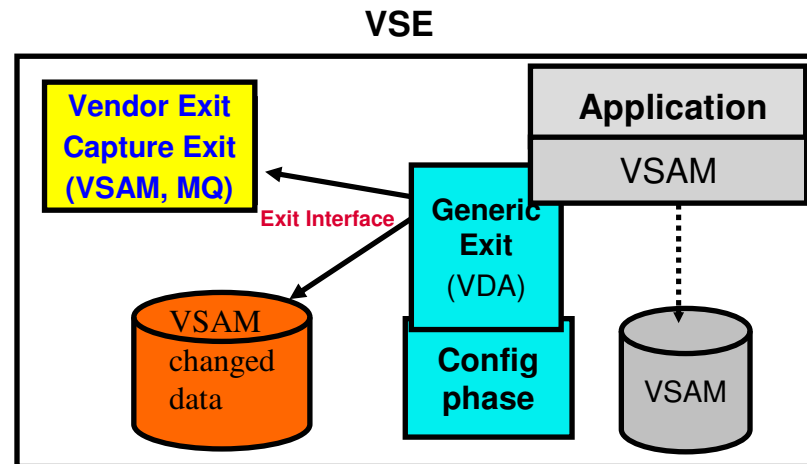 VSE
Vendor Exit
Capture Exit
(VSAM, MQ)
Application
VSAM
Exit Interface
Generic
Exit
(VDA)
Config
phase
VSAM
changed
data
VSAM